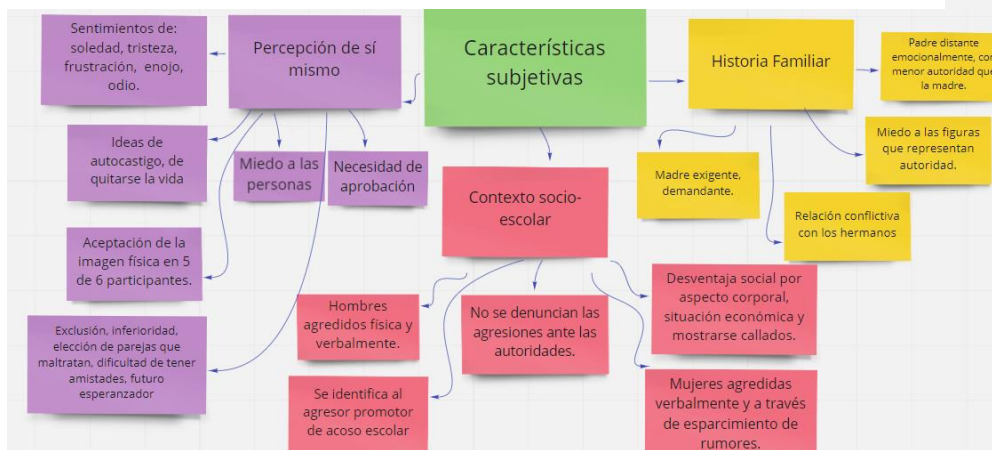 Características
subjetivas
Percepción de sí
mismo
Sentimientos de:
soledad, tristeza,
frustración, enojo,
odio.
Ideas de
autocastigo, de
quitarse la vida
Miedo a las
personas
Necesidad de
aprobación
Aceptación de la
imagen física en 5
de 6 participantes.
Exclusión, inferioridad,
elección de parejas que
maltratan, dificultad de tener
amistades, futuro
esperanzador
Contexto socio-
escolar
Hombres
agredidos física y
verbalmente.
Se identifica al
agresor promotor
de acoso escolar
No se denuncian las
agresiones ante las
autoridades.
Desventaja social por
aspecto corporal,
situación económica y
mostrarse callados.
Mujeres agredidas
verbalmente y a través
de esparcimiento de
rumores.
Historia Familiar
Padre distante
emocionalmente, con
menor autoridad que
la madre.
Miedo a las figuras
que representan
autoridad.
Madre exigente,
demandante.
Relación conflictiva
con los hermanos